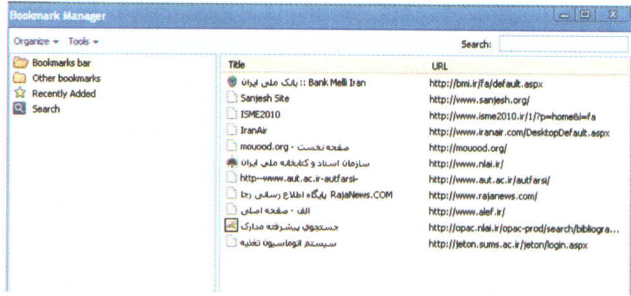 Bookmark Manager
Organize Tools
Search:
Bookmarks bar
Other bookmarks
Recently Added
Search
Title URL
بانک ملی ایران :: Bank Melli Iran http://bmi.ir/fa/default.aspx
Sanjesh Site http://www.sanjesh.org/
ISME2010 http://www.isme2010.ir/1/?p=home&i=fa
IranAir http://www.iranair.com/DesktopDefault.aspx
mouood.org - صفحه نخست http://mouood.org/
سازمان اسناد و کتابخانه ملی ایران http://www.nlai.ir/
http--www.aut.ac.ir-autfarsi- http://www.aut.ac.ir/autfarsi/
پایگاه اطلاع رسانی رجا RajaNews.COM http://www.rajanews.com/
الف - صفحه اصلی http://www.alef.ir/
جستجوی پیشرفته مدارک http://opac.nlai.ir/opac-prod/search/bibliogra...
سیستم اتوماسیون تغذیه http://jeton.sums.ac.ir/jeton/login.aspx